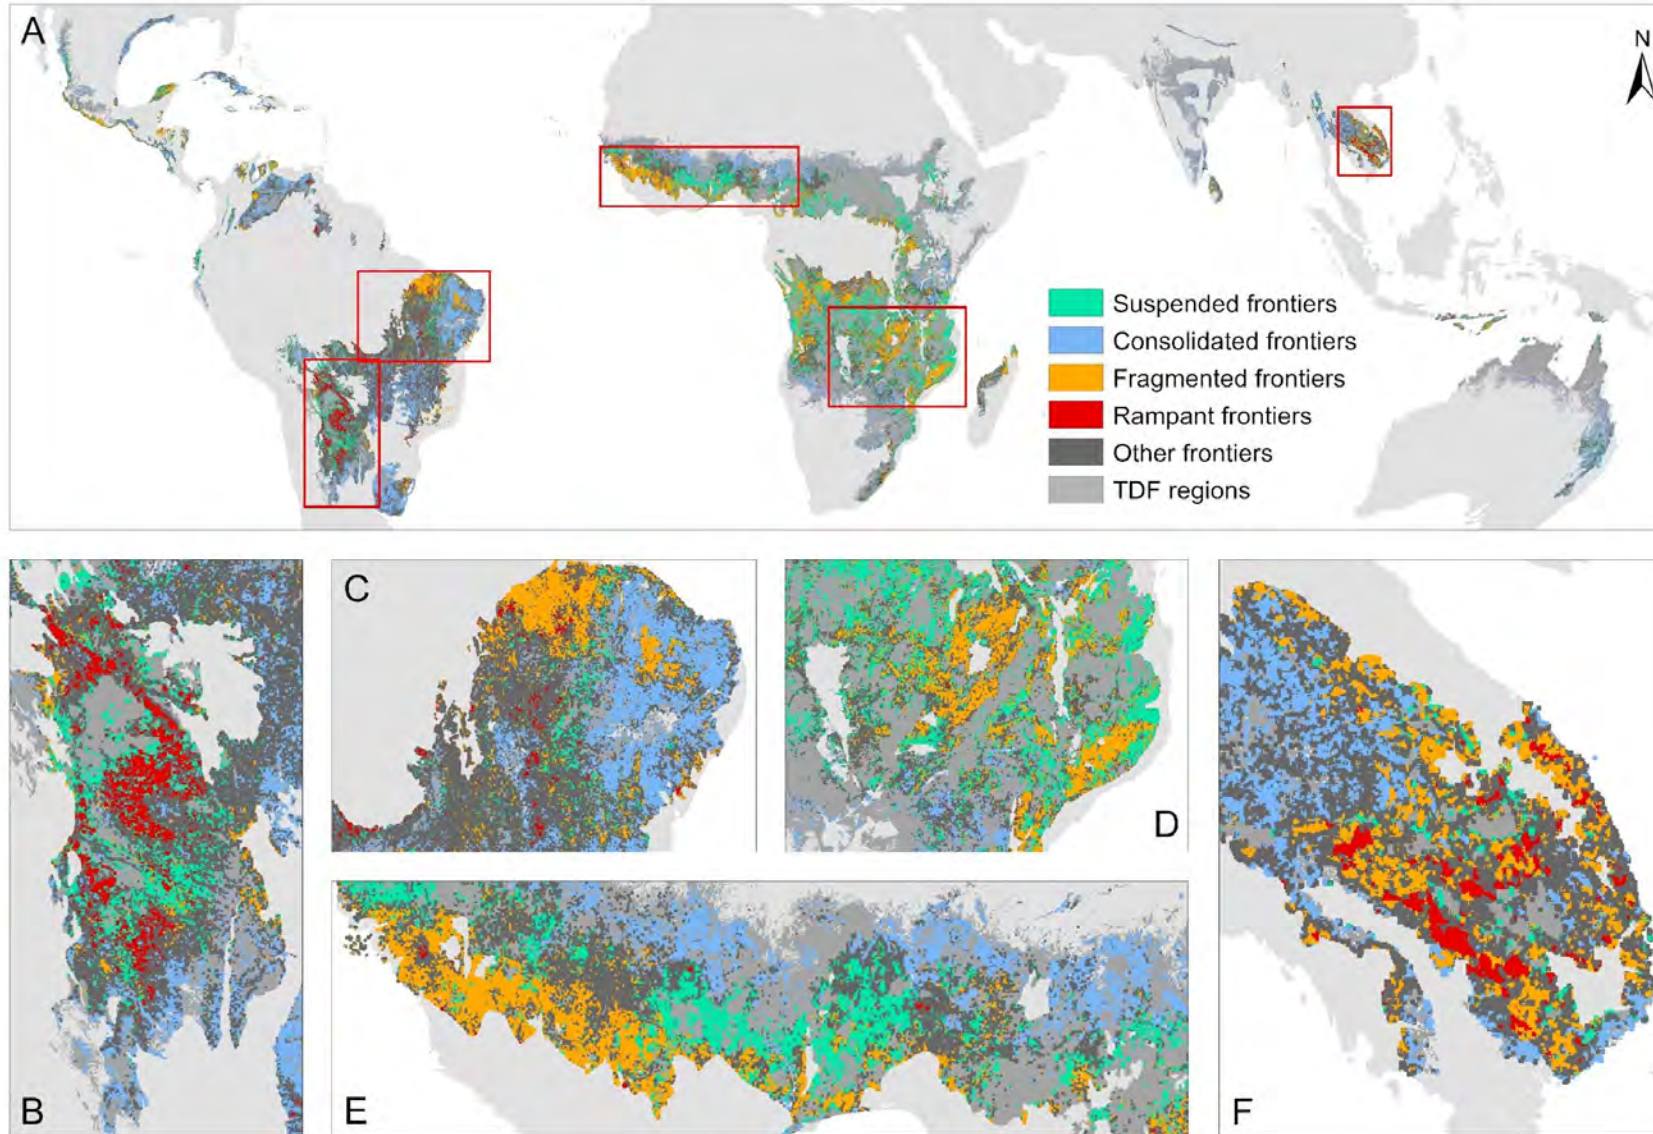 A
N
Suspended frontiers
Consolidated frontiers
Fragmented frontiers
Rampant frontiers
Other frontiers
TDF regions
B
C
D
E
F